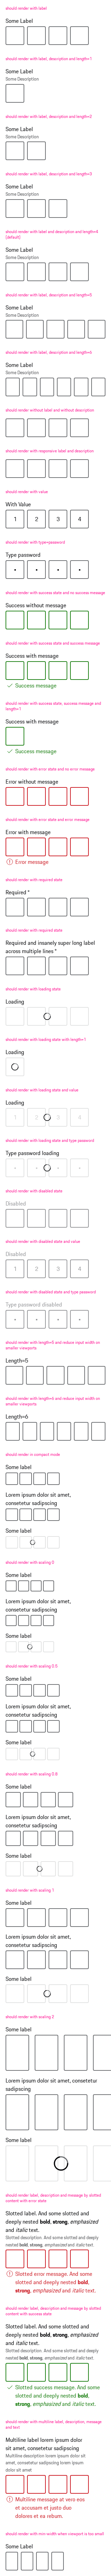 should render with label
Some Label
should render with label, description and length=1
Some Label
Some Description
should render with label, description and length=2
Some Label
Some Description
should render with label, description and length=3
Some Label
Some Description
should render with label and description and length=4
(default)
Some Label
Some Description
should render with label, description and length=5
Some Label
Some Description
should render with label, description and length=6
Some Label
Some Description
should render without label and without description
should render with responsive label and description
should render with value
With Value
1 2 3 4
should render with type=password
Type password
• • • •
should render with success state and no success message
Success without message
should render with success state and success message
Success with message
Success message
should render with success state, success message and
length=1
Success with message
Success message
should render with error state and no error message
Error without message
should render with error state and error message
Error with message
Error message
should render with required state
Required *
should render with required state
Required and insanely super long label
across multiple lines *
should render with loading state
Loading
should render with loading state with length=1
Loading
should render with loading state and value
Loading
1 2 3 4
should render with loading state and type password
Type password loading
• • • •
should render with disabled state
Disabled
should render with disabled state and value
Disabled
1 2 3 4
should render with disabled state and type password
Type password disabled
• • • •
should render with length=5 and reduce input width on
smaller viewports
Length=5
should render with length=6 and reduce input width on
smaller viewports
Length=6
should render in compact mode
Some label
Lorem ipsum dolor sit amet,
consetetur sadipscing
Some label
should render with scaling 0
Some label
Lorem ipsum dolor sit amet,
consetetur sadipscing
Some label
should render with scaling 0.5
Some label
Lorem ipsum dolor sit amet,
consetetur sadipscing
Some label
should render with scaling 0.8
Some label
Lorem ipsum dolor sit amet,
consetetur sadipscing
Some label
should render with scaling 1
Some label
Lorem ipsum dolor sit amet,
consetetur sadipscing
Some label
should render with scaling 2
Some label
Lorem ipsum dolor sit amet, consetetur
sadipscing
Some label
should render label, description and message by slotted
content with error state
Slotted label. And some slotted and
deeply nested bold, strong, emphasized
and italic text.
Slotted description. And some slotted and deeply
nested bold, strong, emphasized and italic text.
Slotted error message. And some
slotted and deeply nested bold,
strong, emphasized and italic text.
should render label, description and message by slotted
content with success state
Slotted label. And some slotted and
deeply nested bold, strong, emphasized
and italic text.
Slotted description. And some slotted and deeply
nested bold, strong, emphasized and italic text.
Slotted success message. And some
slotted and deeply nested bold,
strong, emphasized and italic text.
should render with multiline label, description, message
and text
Multiline label lorem ipsum dolor
sit amet, consetetur sadipscing
Multiline description lorem ipsum dolor sit
amet, consetetur sadipscing lorem ipsum
dolor sit amet
Multiline message at vero eos
et accusam et justo duo
dolores et ea rebum.
should render with min-width when viewport is too small
Some Label